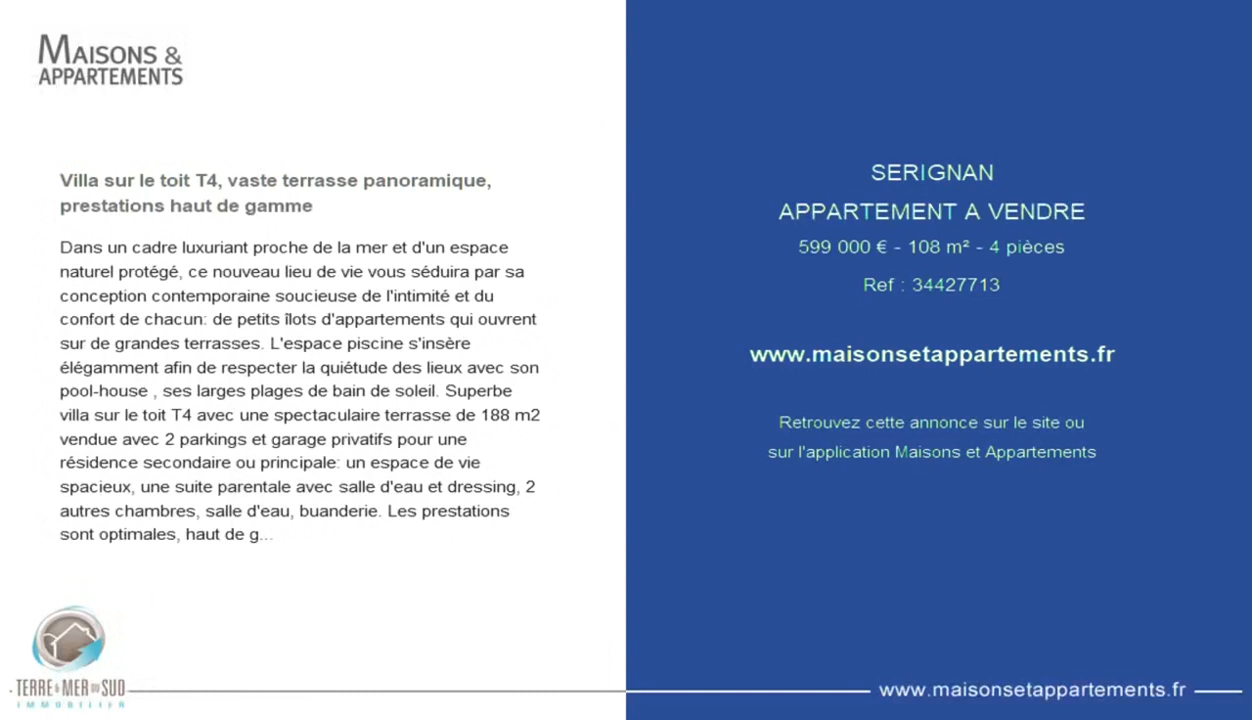 MAISONS &
APPARTEMENTS
Villa sur le toit T4, vaste terrasse panoramique,
prestations haut de gamme
Dans un cadre luxuriant proche de la mer et d'un espace
naturel protégé, ce nouveau lieu de vie vous séduira par sa
conception contemporaine soucieuse de l'intimité et du
confort de chacun: de petits îlots d'appartements qui ouvrent
sur de grandes terrasses. L'espace piscine s'insère
élégamment afin de respecter la quiétude des lieux avec son
pool-house , ses larges plages de bain de soleil. Superbe
villa sur le toit T4 avec une spectaculaire terrasse de 188 m2
vendue avec 2 parkings et garage privatifs pour une
résidence secondaire ou principale: un espace de vie
spacieux, une suite parentale avec salle d'eau et dressing, 2
autres chambres, salle d'eau, buanderie. Les prestations
sont optimales, haut de g...
TERRE & MER DU SUD
IMMOBILIER
SERIGNAN
APPARTEMENT A VENDRE
599 000 € - 108 m² - 4 pièces
Ref : 34427713
www.maisonsetappartements.fr
Retrouvez cette annonce sur le site ou
sur l'application Maisons et Appartements
www.maisonsetappartements.fr